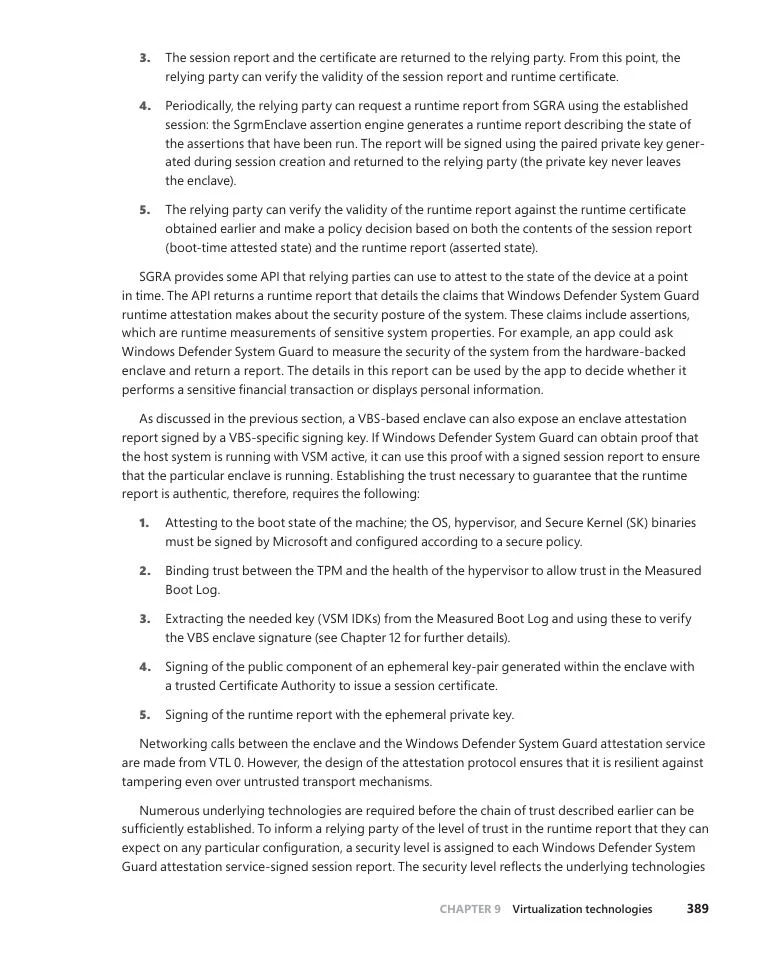 3. The session report and the certificate are returned to the relying party. From this point, the
relying party can verify the validity of the session report and runtime certificate.
4. Periodically, the relying party can request a runtime report from SGRA using the established
session: the SgrmEnclave assertion engine generates a runtime report describing the state of
the assertions that have been run. The report will be signed using the paired private key gener-
ated during session creation and returned to the relying party (the private key never leaves
the enclave).
5. The relying party can verify the validity of the runtime report against the runtime certificate
obtained earlier and make a policy decision based on both the contents of the session report
(boot-time attested state) and the runtime report (asserted state).
SGRA provides some API that relying parties can use to attest to the state of the device at a point
in time. The API returns a runtime report that details the claims that Windows Defender System Guard
runtime attestation makes about the security posture of the system. These claims include assertions,
which are runtime measurements of sensitive system properties. For example, an app could ask
Windows Defender System Guard to measure the security of the system from the hardware-backed
enclave and return a report. The details in this report can be used by the app to decide whether it
performs a sensitive financial transaction or displays personal information.
As discussed in the previous section, a VBS-based enclave can also expose an enclave attestation
report signed by a VBS-specific signing key. If Windows Defender System Guard can obtain proof that
the host system is running with VSM active, it can use this proof with a signed session report to ensure
that the particular enclave is running. Establishing the trust necessary to guarantee that the runtime
report is authentic, therefore, requires the following:
1. Attesting to the boot state of the machine; the OS, hypervisor, and Secure Kernel (SK) binaries
must be signed by Microsoft and configured according to a secure policy.
2. Binding trust between the TPM and the health of the hypervisor to allow trust in the Measured
Boot Log.
3. Extracting the needed key (VSM IDKs) from the Measured Boot Log and using these to verify
the VBS enclave signature (see Chapter 12 for further details).
4. Signing of the public component of an ephemeral key-pair generated within the enclave with
a trusted Certificate Authority to issue a session certificate.
5. Signing of the runtime report with the ephemeral private key.
Networking calls between the enclave and the Windows Defender System Guard attestation service
are made from VTL 0. However, the design of the attestation protocol ensures that it is resilient against
tampering even over untrusted transport mechanisms.
Numerous underlying technologies are required before the chain of trust described earlier can be
sufficiently established. To inform a relying party of the level of trust in the runtime report that they can
expect on any particular configuration, a security level is assigned to each Windows Defender System
Guard attestation service-signed session report. The security level reflects the underlying technologies
CHAPTER 9 Virtualization technologies 389